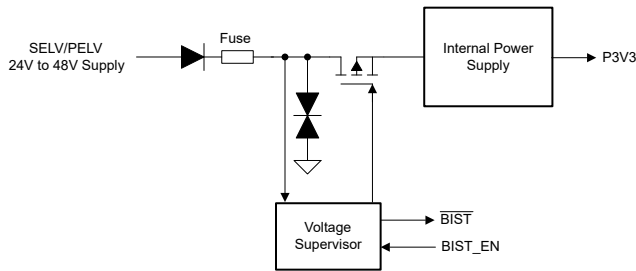 SELV/PELV
24V to 48V Supply
Fuse
Internal Power
Supply
P3V3
Voltage
Supervisor
BIST
BIST_EN